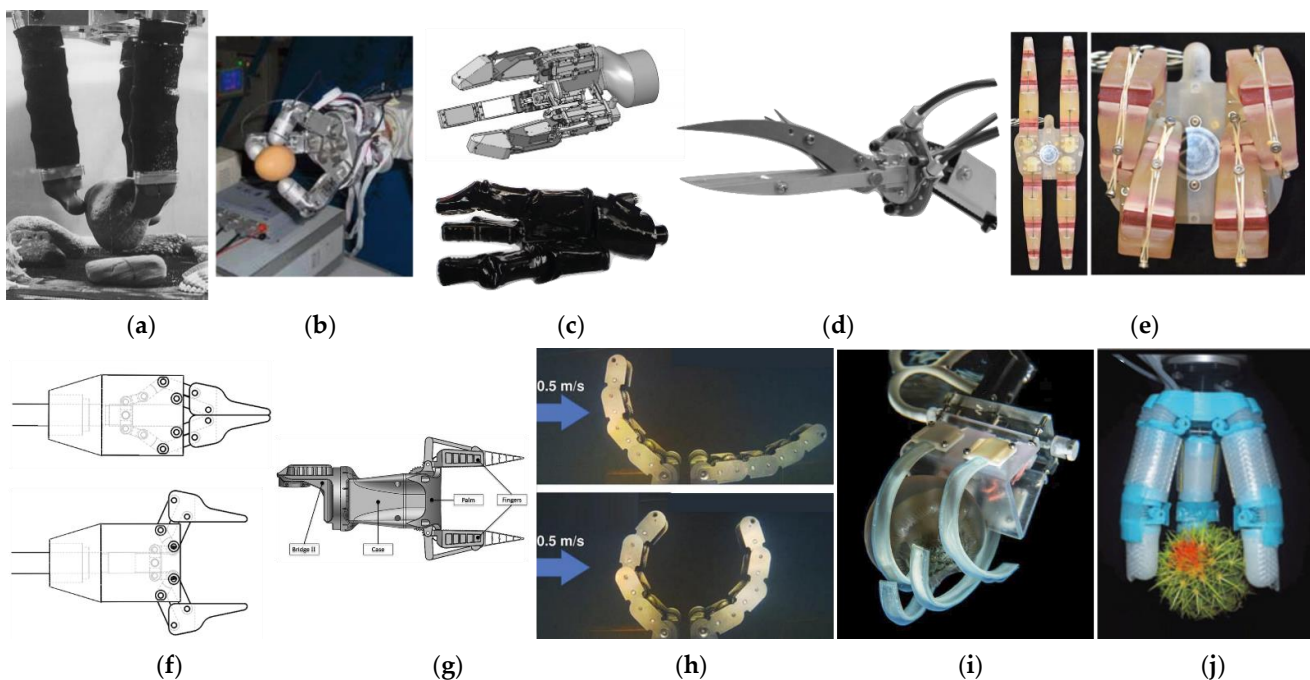 (a)
(b)
(c)
(d)
(e)
0.5 m/s
0.5 m/s
Bridge II
Case
Palm
Fingers
(f)
(g)
(h)
(i)
(j)